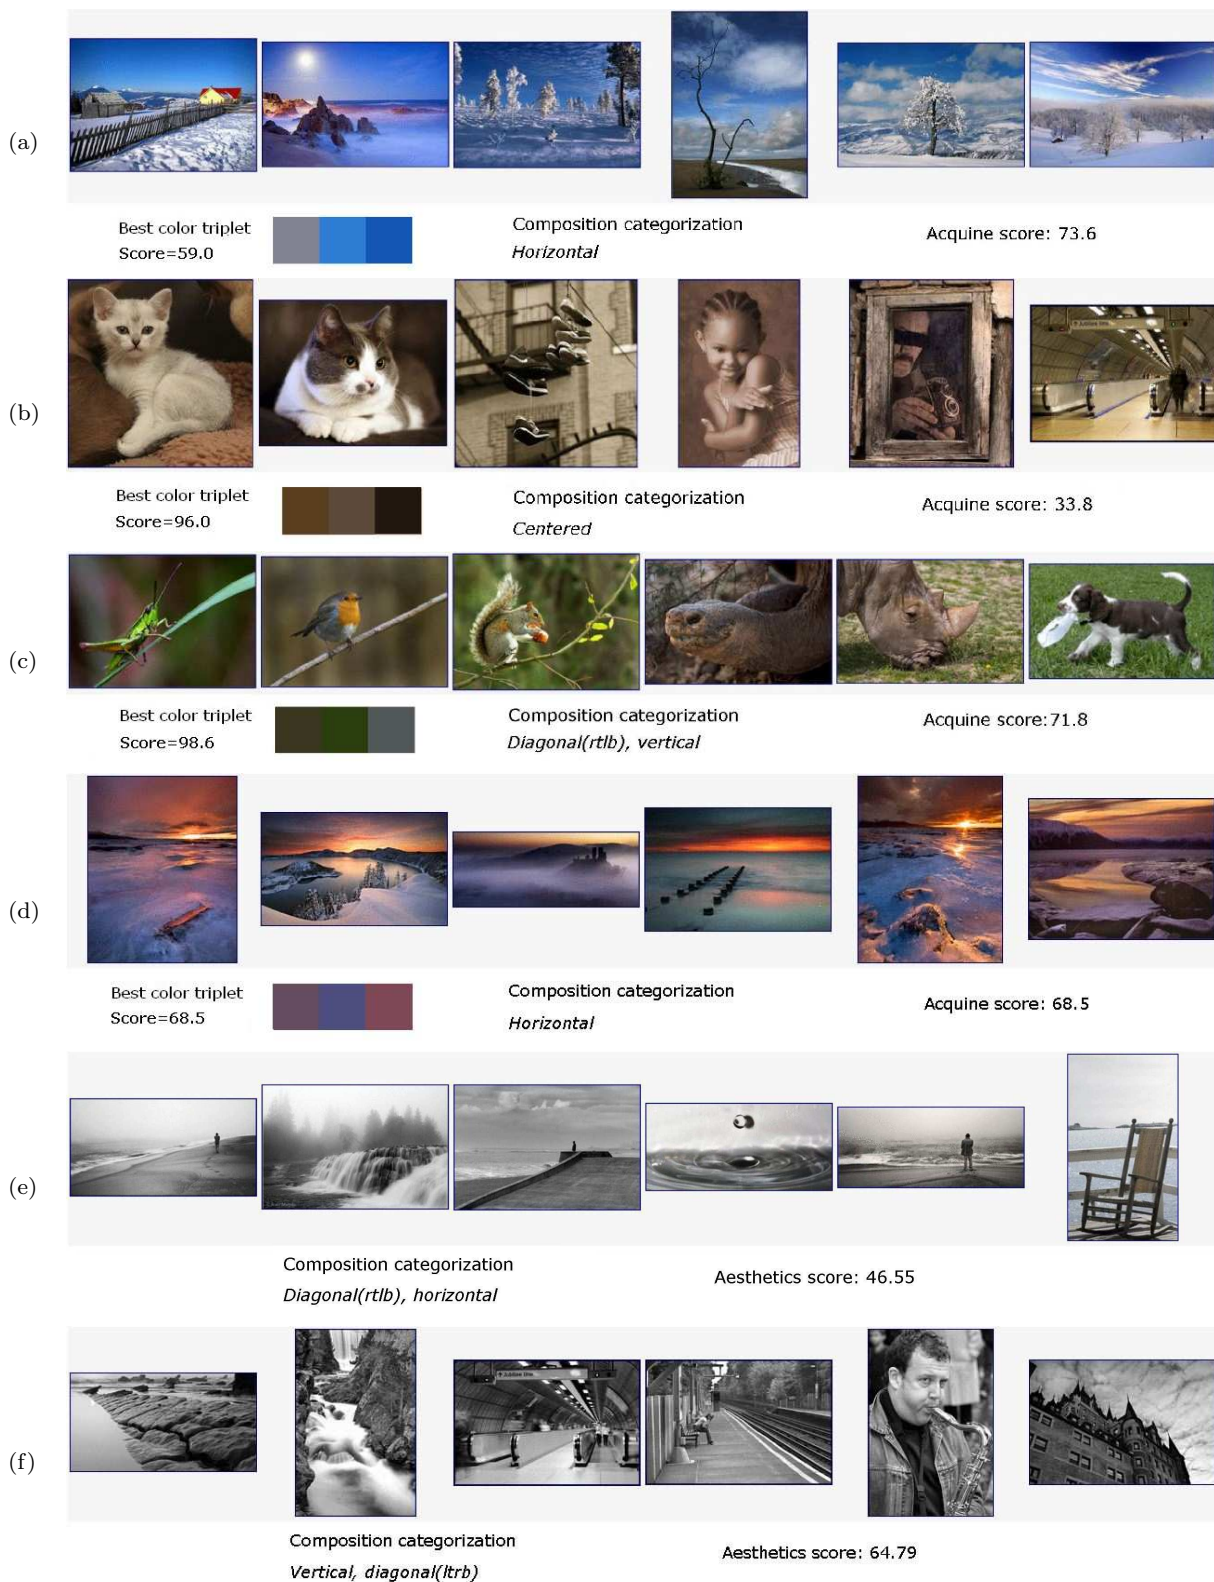 (a)
Best color triplet
Score=59.0
Composition categorization
Horizontal
Acquine score: 73.6
(b)
Best color triplet
Score=96.0
Composition categorization
Centered
Acquine score: 33.8
(c)
Best color triplet
Score=98.6
Composition categorization
Diagonal(rtlb), vertical
Acquine score:71.8
(d)
Best color triplet
Score=68.5
Composition categorization
Horizontal
Acquine score: 68.5
(e)
Composition categorization
Diagonal(rtlb), horizontal
Aesthetics score: 46.55
(f)
Composition categorization
Vertical, diagonal(ltrb)
Aesthetics score: 64.79